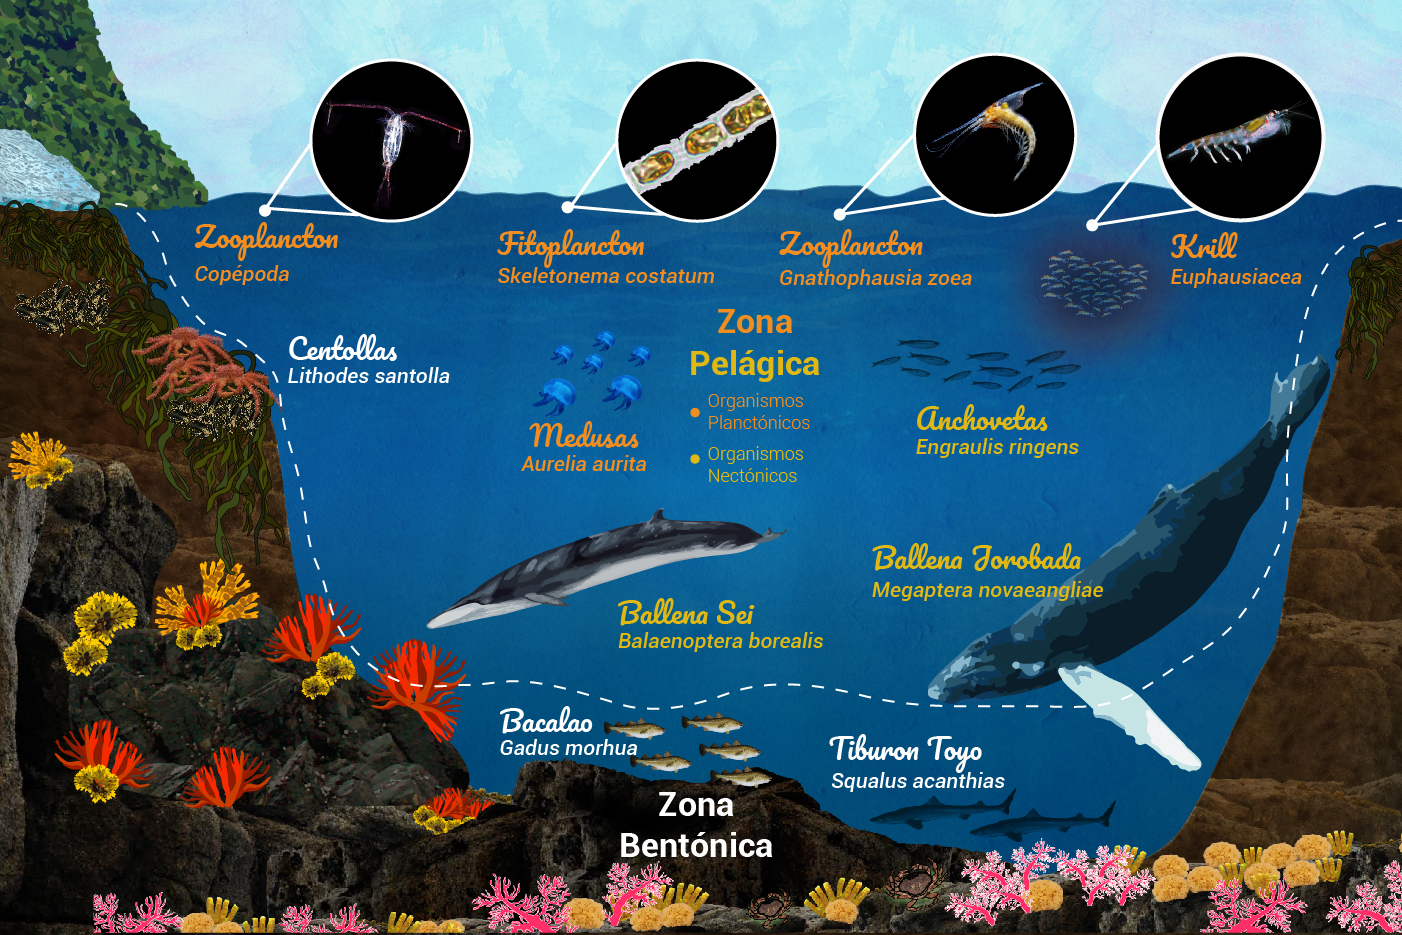 Zooplancton
Copépoda
Fitoplancton
Skeletonema costatum
Zooplancton
Gnathophausia zoea
Krill
Euphausiacea
Centollas
Lithodes santolla
Zona
Pelágica
Organismos
Planctónicos
Organismos
Nectónicos
Medusas
Aurelia aurita
Anchovetas
Engraulis ringens
Ballena Sei
Balaenoptera borealis
Ballena Jorobada
Megaptera novaeangliae
Bacalao
Gadus morhua
Tiburon Toyo
Squalus acanthias
Zona
Bentónica